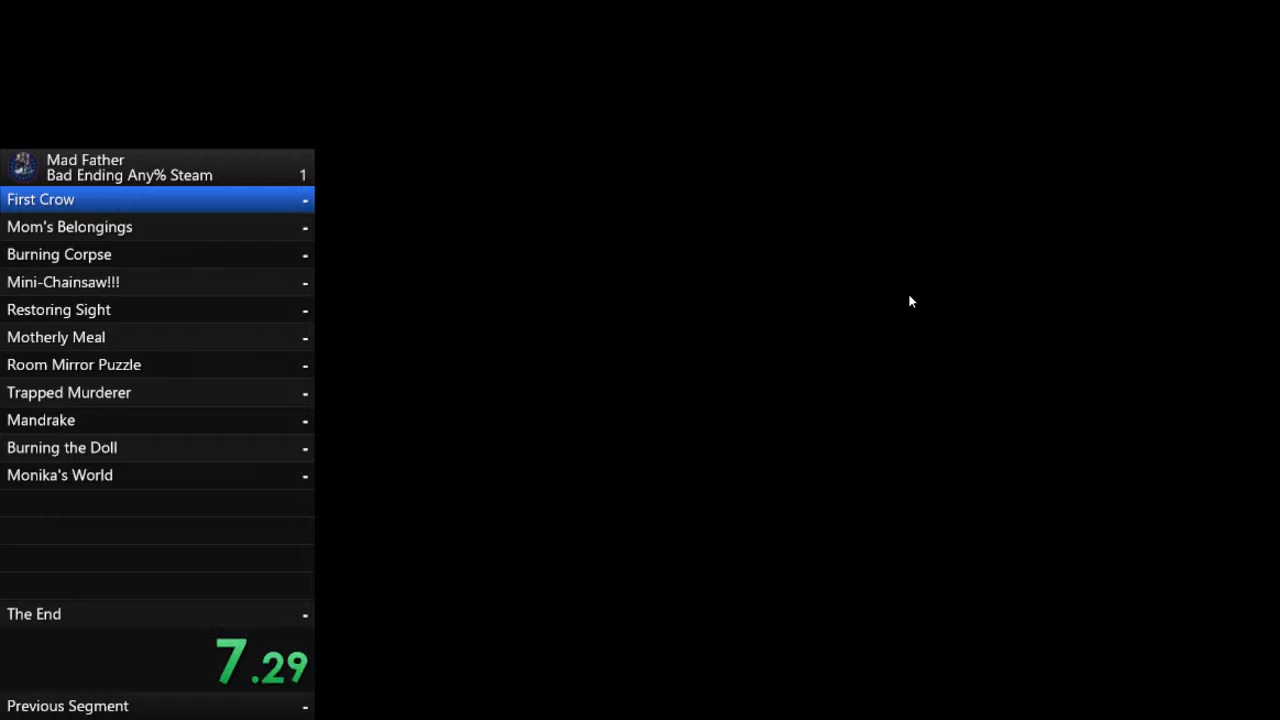 Mad Father
Bad Ending Any% Steam 1
First Crow -
Mom's Belongings -
Burning Corpse -
Mini-Chainsaw!!! -
Restoring Sight -
Motherly Meal -
Room Mirror Puzzle -
Trapped Murderer -
Mandrake -
Burning the Doll -
Monika's World -
The End -
7.29
Previous Segment -